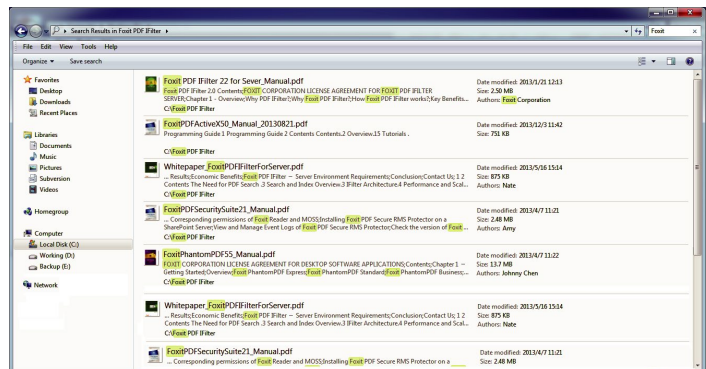 Search Results in Foxit PDF IFilter
Foxit
File Edit View Tools Help
Organize Save search
Favorites
Desktop
Downloads
Recent Places
Libraries
Documents
Music
Pictures
Subversion
Videos
Homegroup
Computer
Local Disk (C:)
Working (D:)
Backup (E:)
Network
Foxit PDF IFilter 22 for Sever_Manual.pdf
Foxit PDF IFilter 2.0 Contents;FOXIT CORPORATION LICENSE AGREEMENT FOR FOXIT PDF IFILTER
SERVER;Chapter 1 - Overview;Why PDF IFilter?;Why Foxit PDF IFilter?;How Foxit PDF IFilter works?;Key Benefits...
C:\Foxit PDF IFilter
Date modified: 2013/1/21 12:13
Size: 2.50 MB
Authors: Foxit Corporation
FoxitPDFActiveX50_Manual_20130821.pdf
Programming Guide 1 Programming Guide 2 Contents Contents.2 Overview.15 Tutorials .
C:\Foxit PDF IFilter
Date modified: 2013/12/3 11:42
Size: 751 KB
Whitepaper_FoxitPDFIFilterForServer.pdf
... Results;Economic Benefits;Foxit PDF IFilter – Server Environment Requirements;Conclusion;Contact Us; 1 2
Contents The Need for PDF Search .3 Search and Index Overview.3 IFilter Architecture.4 Performance and Scal...
C:\Foxit PDF IFilter
Date modified: 2013/5/16 15:14
Size: 875 KB
Authors: Nate
FoxitPDFSecuritySuite21_Manual.pdf
... Corresponding permissions of Foxit Reader and MOSS;Installing Foxit PDF Secure RMS Protector on a
SharePoint Server;View and Manage Event Logs of Foxit PDF Secure RMS Protector;Check the version of Foxit ...
C:\Foxit PDF IFilter
Date modified: 2013/4/7 11:21
Size: 2.48 MB
Authors: Amy
FoxitPhantomPDF55_Manual.pdf
FOXIT CORPORATION LICENSE AGREEMENT FOR DESKTOP SOFTWARE APPLICATIONS;Contents;Chapter 1 –
Getting Started;Overview;Foxit PhantomPDF Express;Foxit PhantomPDF Standard;Foxit PhantomPDF Business;...
C:\Foxit PDF IFilter
Date modified: 2013/4/7 11:22
Size: 13.7 MB
Authors: Johnny Chen
Whitepaper_FoxitPDFIFilterForServer.pdf
... Results;Economic Benefits;Foxit PDF IFilter – Server Environment Requirements;Conclusion;Contact Us; 1 2
Contents The Need for PDF Search .3 Search and Index Overview.3 IFilter Architecture.4 Performance and Scal...
C:\Foxit PDF IFilter
Date modified: 2013/5/16 15:14
Size: 875 KB
Authors: Nate
FoxitPDFSecuritySuite21_Manual.pdf
... Corresponding permissions of Foxit Reader and MOSS;Installing Foxit PDF Secure RMS Protector on a
Date modified: 2013/4/7 11:21
Size: 2.48 MB